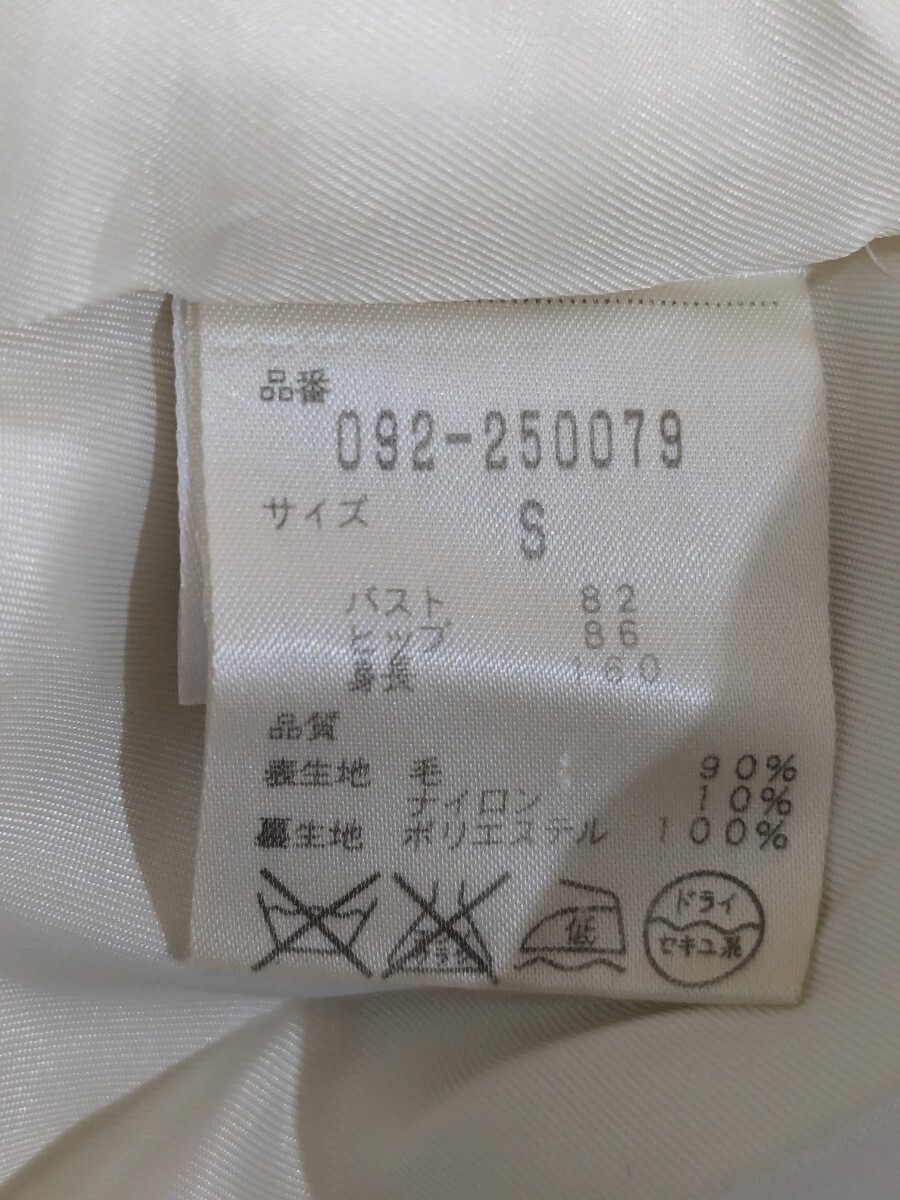 品番
092-250079
サイズ S
バスト 82
ヒップ 86
身長 160
品質
表生地 毛 90%
ナイロン 10%
裏生地 ポリエステル 100%
低
ドライ
セキユ系